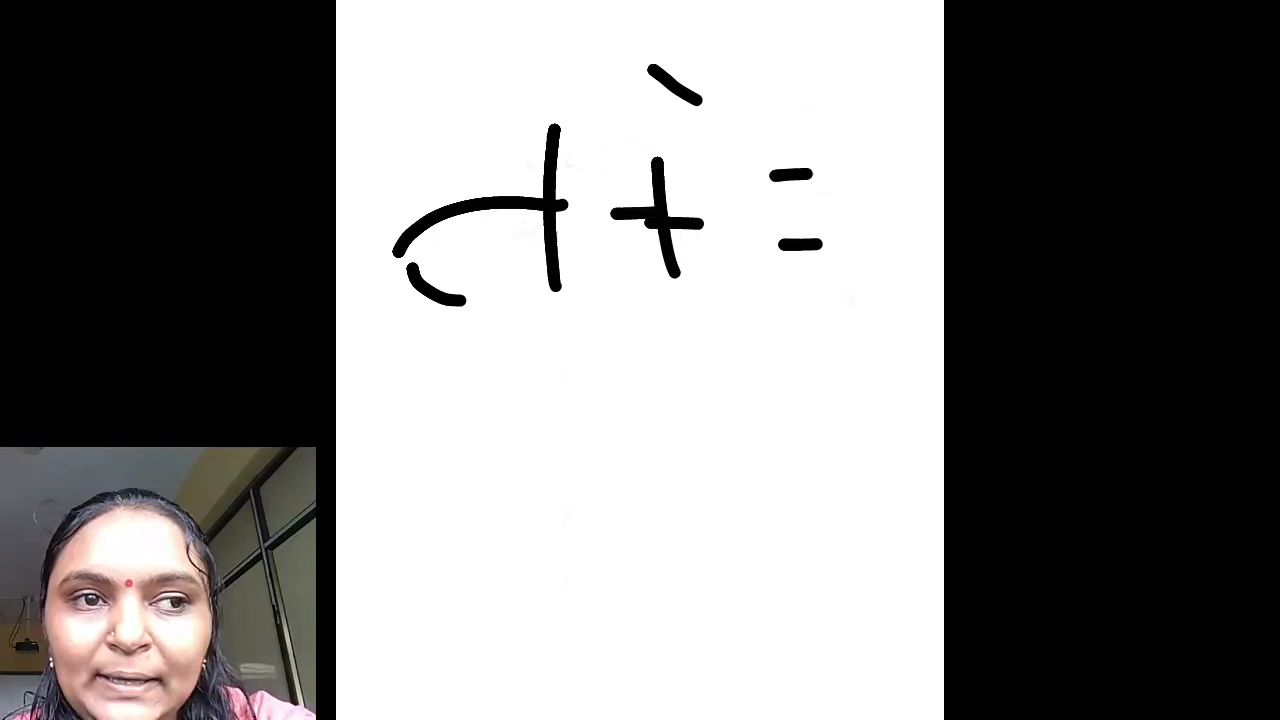 ત + ે =